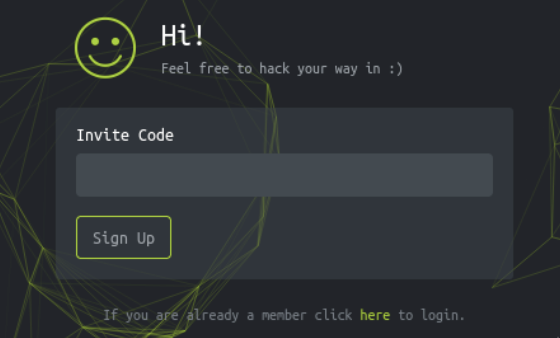 Hi!
Feel free to hack your way in :)
Invite Code
Sign Up
If you are already a member click here to login.